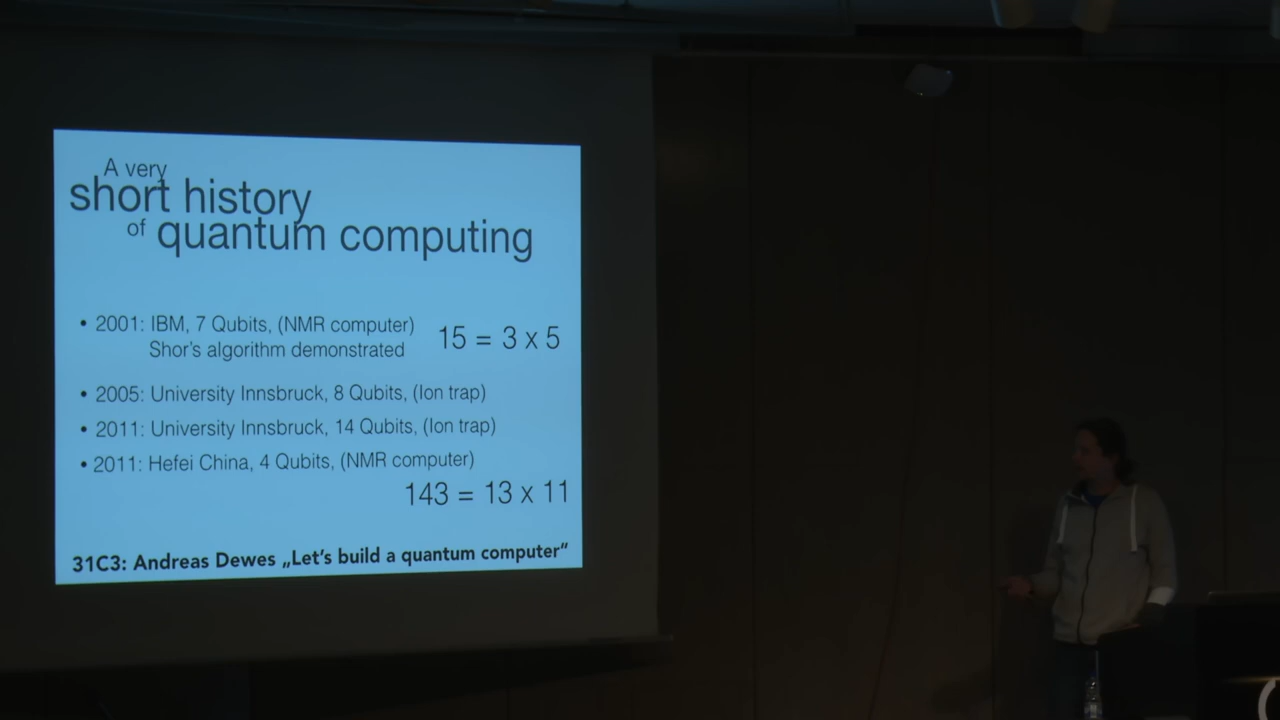 A very
short history
of quantum computing
• 2001: IBM, 7 Qubits, (NMR computer)
Shor's algorithm demonstrated
15 = 3 x 5
• 2005: University Innsbruck, 8 Qubits, (Ion trap)
• 2011: University Innsbruck, 14 Qubits, (Ion trap)
• 2011: Hefei China, 4 Qubits, (NMR computer)
143 = 13 x 11
31C3: Andreas Dewes „Let's build a quantum computer“